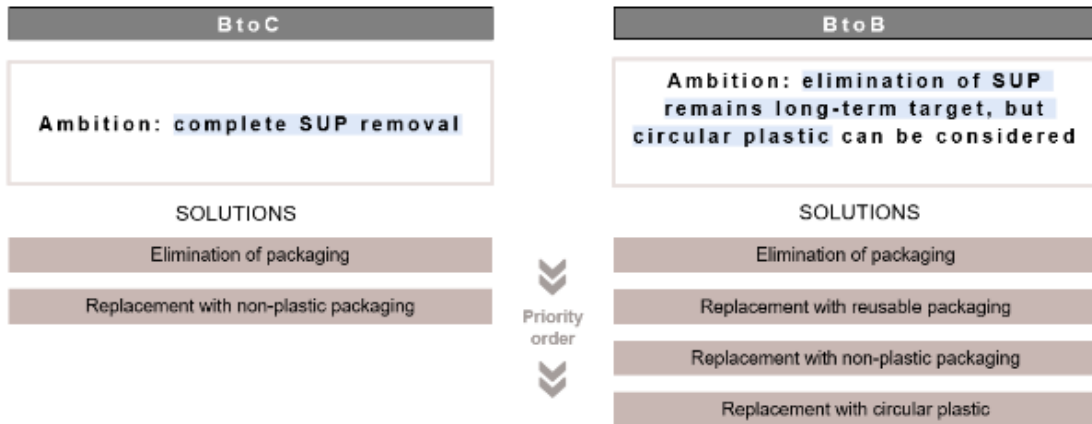 BtoC
Ambition: complete SUP removal
SOLUTIONS
Elimination of packaging
Replacement with non-plastic packaging
Priority
order
BtoB
Ambition: elimination of SUP
remains long-term target, but
circular plastic can be considered
SOLUTIONS
Elimination of packaging
Replacement with reusable packaging
Replacement with non-plastic packaging
Replacement with circular plastic